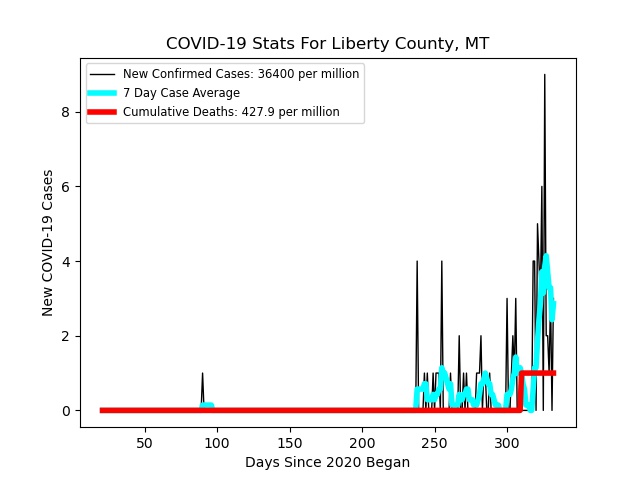 COVID-19 Stats For Liberty County, MT
New Confirmed Cases: 36400 per million
7 Day Case Average
Cumulative Deaths: 427.9 per million
New COVID-19 Cases
8
6
4
2
0
50 100 150 200 250 300
Days Since 2020 Began